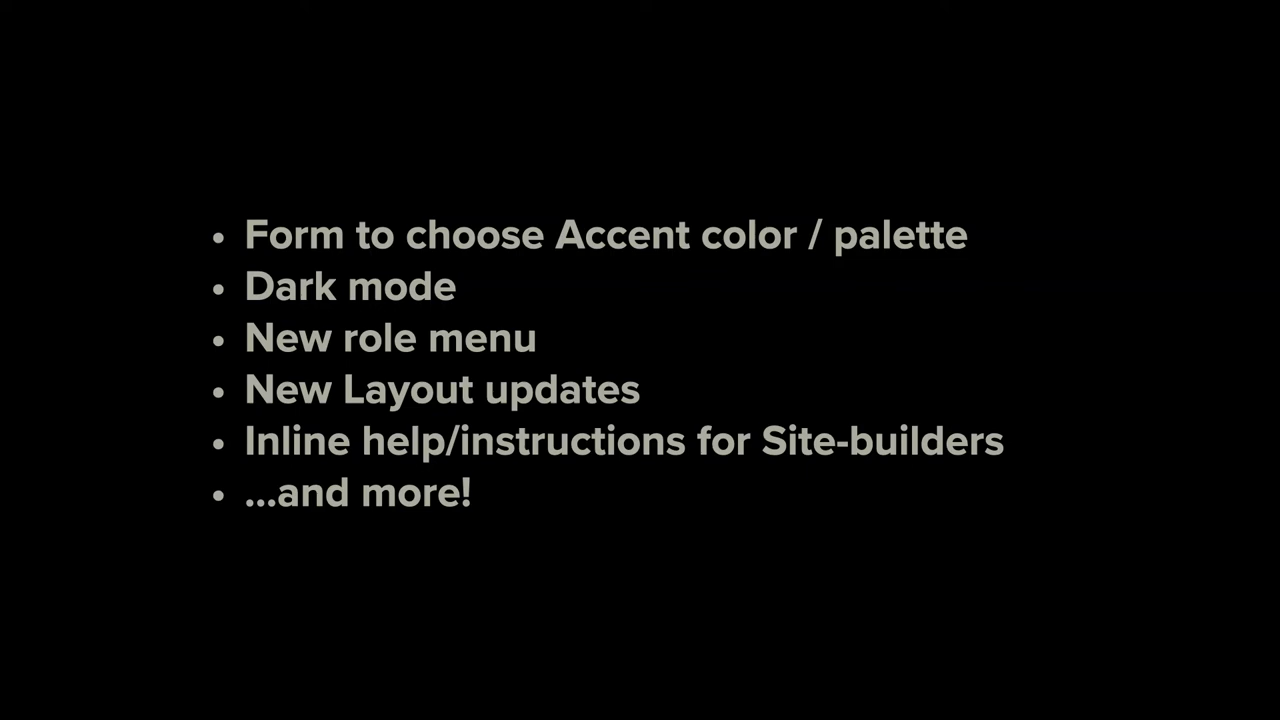 • Form to choose Accent color / palette
• Dark mode
• New role menu
• New Layout updates
• Inline help/instructions for Site-builders
• ...and more!